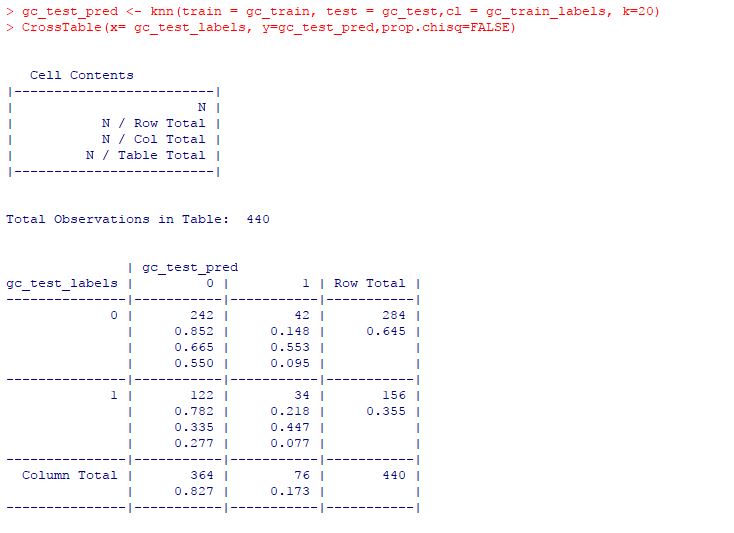 > gc_test_pred <- knn(train = gc_train, test = gc_test,cl = gc_train_labels, k=20)
> CrossTable(x= gc_test_labels, y=gc_test_pred,prop.chisq=FALSE)
   Cell Contents
|-------------------------|
|                       N |
|           N / Row Total |
|           N / Col Total |
|         N / Table Total |
|-------------------------|
Total Observations in Table:  440
               | gc_test_pred
gc_test_labels |         0 |         1 | Row Total |
---------------|-----------|-----------|-----------|
             0 |       242 |        42 |       284 |
               |     0.852 |     0.148 |     0.645 |
               |     0.665 |     0.553 |           |
               |     0.550 |     0.095 |           |
---------------|-----------|-----------|-----------|
             1 |       122 |        34 |       156 |
               |     0.782 |     0.218 |     0.355 |
               |     0.335 |     0.447 |           |
               |     0.277 |     0.077 |           |
---------------|-----------|-----------|-----------|
  Column Total |       364 |        76 |       440 |
               |     0.827 |     0.173 |           |
---------------|-----------|-----------|-----------|